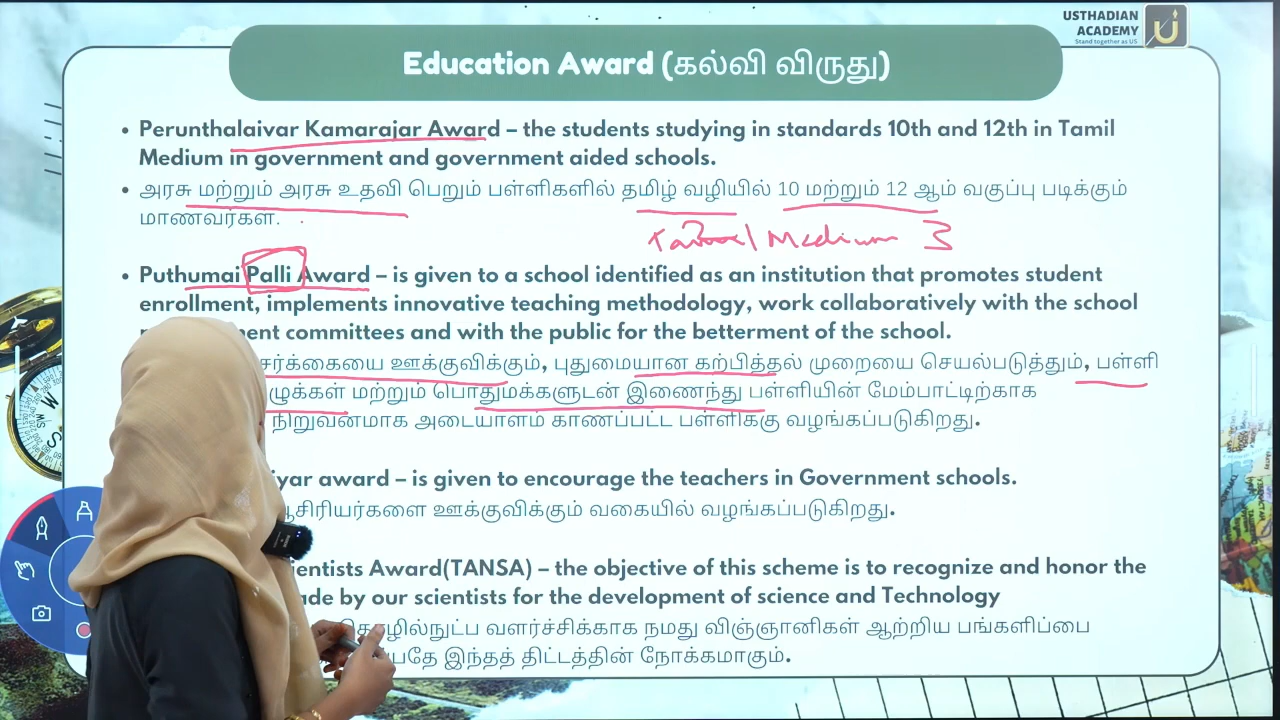 USTHADIAN
ACADEMY
Stand together as US
Education Award (கல்வி விருது)
• Perunthalaivar Kamarajar Award – the students studying in standards 10th and 12th in Tamil
Medium in government and government aided schools.
• அரசு மற்றும் அரசு உதவி பெறும் பள்ளிகளில் தமிழ் வழியில் 10 மற்றும் 12 ஆம் வகுப்பு படிக்கும்
மாணவர்கள்.
Medium
• Puthumai Palli Award – is given to a school identified as an institution that promotes student
enrollment, implements innovative teaching methodology, work collaboratively with the school
committees and with the public for the betterment of the school.
ஊக்குவிக்கும், புதுமையான கற்பித்தல் முறையை செயல்படுத்தும், பள்ளி
மற்றும் பொதுமக்களுடன் இணைந்து பள்ளியின் மேம்பாட்டிற்காக
நிறுவனமாக அடையாளம் காணப்பட்ட பள்ளிக்கு வழங்கப்படுகிறது.
award – is given to encourage the teachers in Government schools.
ஊக்குவிக்கும் வகையில் வழங்கப்படுகிறது.
Award(TANSA) – the objective of this scheme is to recognize and honor the
by our scientists for the development of science and Technology
வளர்ச்சிக்காக நமது விஞ்ஞானிகள் ஆற்றிய பங்களிப்பை
இந்தத் திட்டத்தின் நோக்கமாகும்.